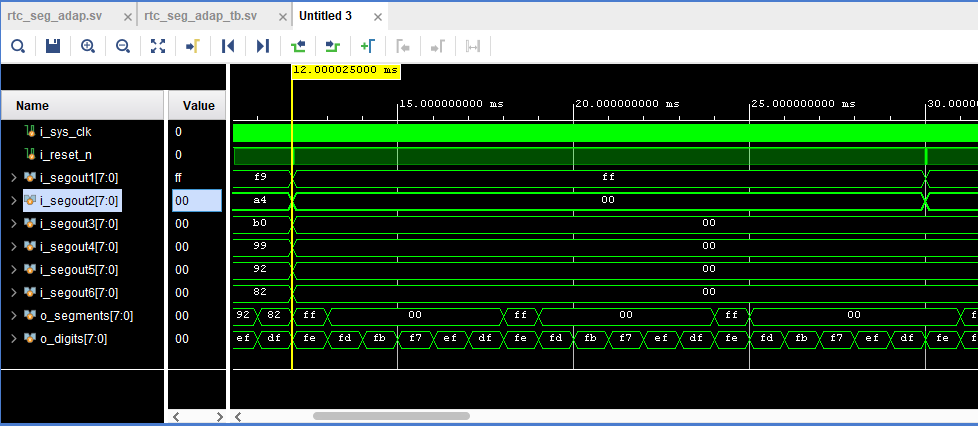 rtc_seg_adap.sv × rtc_seg_adap_tb.sv × Untitled 3 ×
12.000025000 ms
Name Value 15.000000000 ms 20.000000000 ms 25.000000000 ms 30.00000
i_sys_clk 0
i_reset_n 0
i_segout1[7:0] ff f9 ff
i_segout2[7:0] 00 a4 00
i_segout3[7:0] 00 b0 00
i_segout4[7:0] 00 99 00
i_segout5[7:0] 00 92 00
i_segout6[7:0] 00 82 00
o_segments[7:0] 00 92 82 ff 00 ff 00 ff 00 f
o_digits[7:0] 00 ef df fe fd fb f7 ef df fe fd fb f7 ef df fe fd fb f7 ef df fe f